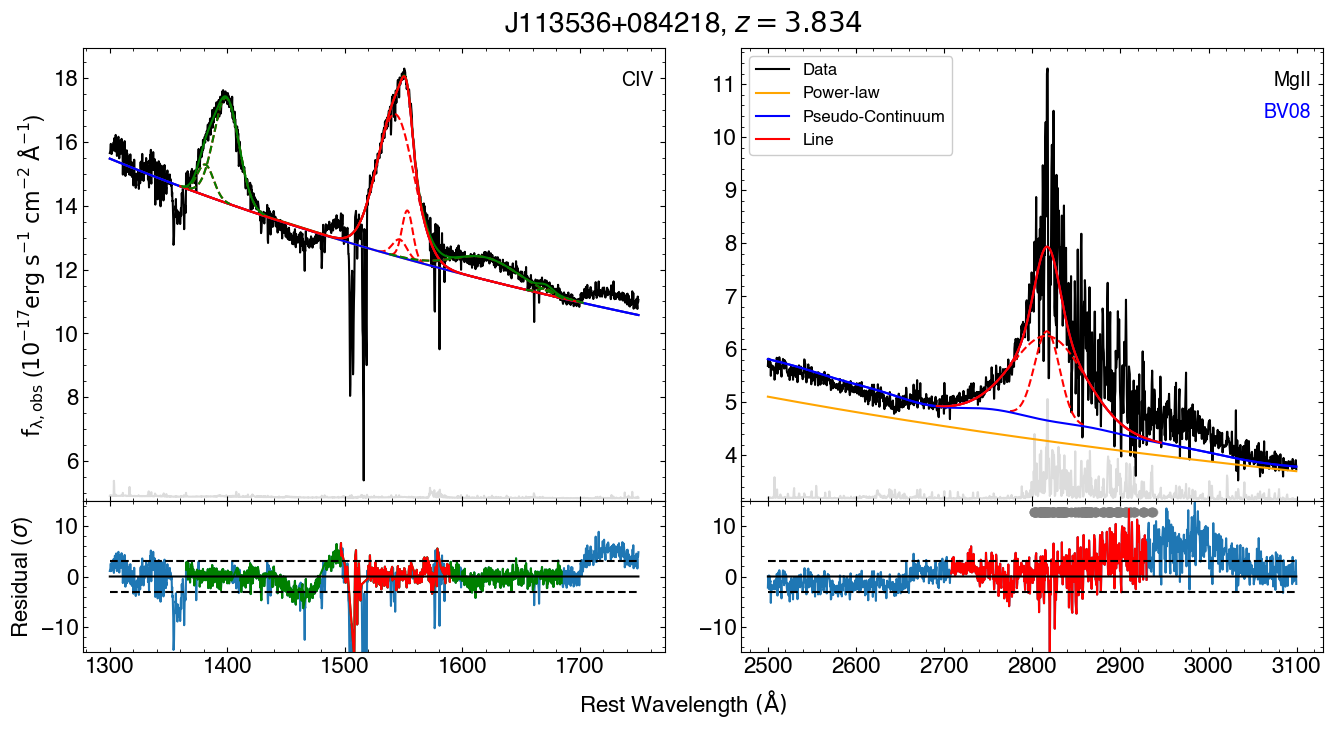 J113536+084218, z = 3.834
CIV
18
16
14
12
10
8
6
f_λ,obs (10^−17 erg s^−1 cm^−2 Å^−1)
Data
Power-law
Pseudo-Continuum
Line
MgII
BV08
11
10
9
8
7
6
5
4
Residual (σ)
10
0
−10
10
0
−10
1300 1400 1500 1600 1700
2500 2600 2700 2800 2900 3000 3100
Rest Wavelength (Å)